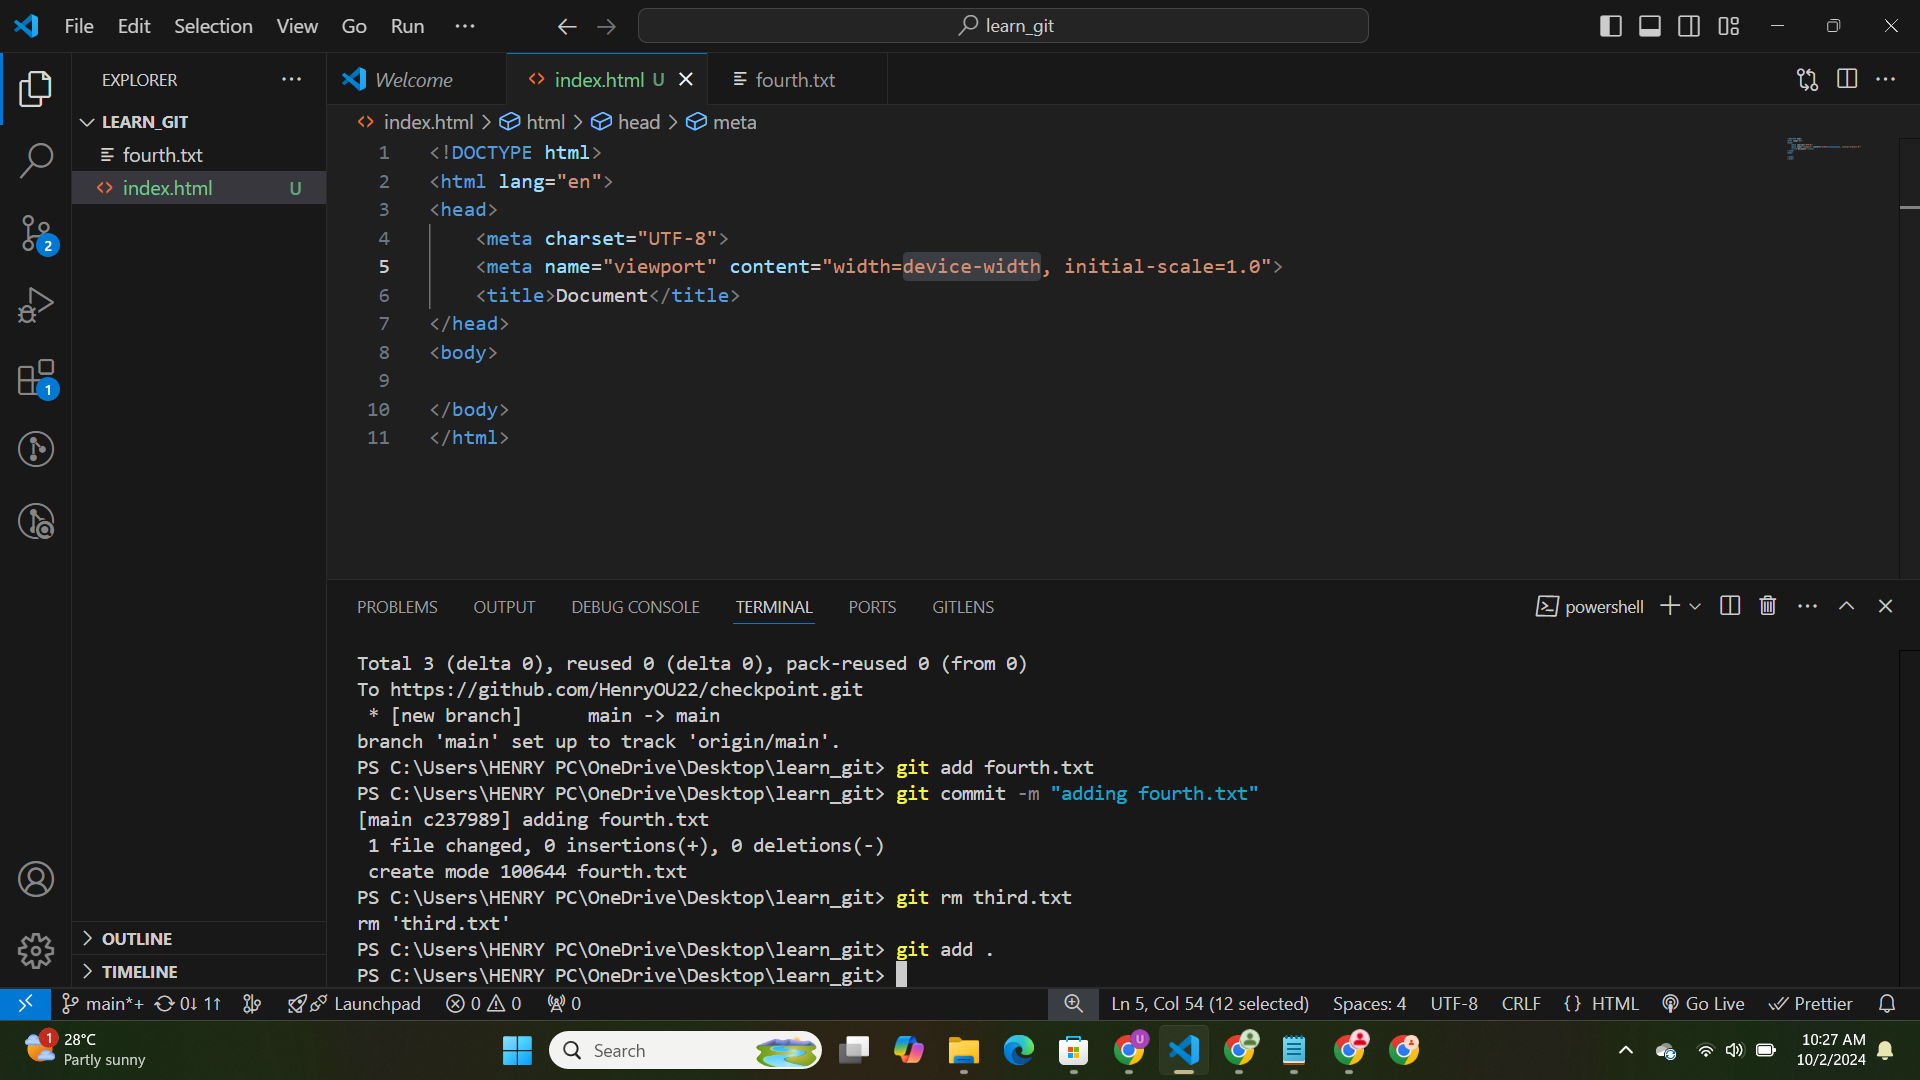 File Edit Selection View Go Run ···
learn_git
EXPLORER ···
LEARN_GIT
fourth.txt
index.html U
2
1
OUTLINE
TIMELINE
Welcome index.html U fourth.txt
index.html > html > head > meta
1 <!DOCTYPE html>
2 <html lang="en">
3 <head>
4 <meta charset="UTF-8">
5 <meta name="viewport" content="width=device-width, initial-scale=1.0">
6 <title>Document</title>
7 </head>
8 <body>
9
10 </body>
11 </html>
PROBLEMS OUTPUT DEBUG CONSOLE TERMINAL PORTS GITLENS
powershell
Total 3 (delta 0), reused 0 (delta 0), pack-reused 0 (from 0)
To https://github.com/HenryOU22/checkpoint.git
* [new branch] main -> main
branch 'main' set up to track 'origin/main'.
PS C:\Users\HENRY PC\OneDrive\Desktop\learn_git> git add fourth.txt
PS C:\Users\HENRY PC\OneDrive\Desktop\learn_git> git commit -m "adding fourth.txt"
[main c237989] adding fourth.txt
1 file changed, 0 insertions(+), 0 deletions(-)
create mode 100644 fourth.txt
PS C:\Users\HENRY PC\OneDrive\Desktop\learn_git> git rm third.txt
rm 'third.txt'
PS C:\Users\HENRY PC\OneDrive\Desktop\learn_git> git add .
PS C:\Users\HENRY PC\OneDrive\Desktop\learn_git>
main*+ 0↓ 1↑ Launchpad 0 0 0 Ln 5, Col 54 (12 selected) Spaces: 4 UTF-8 CRLF {} HTML Go Live Prettier
1 28°C
Partly sunny
Search
U
10:27 AM
10/2/2024